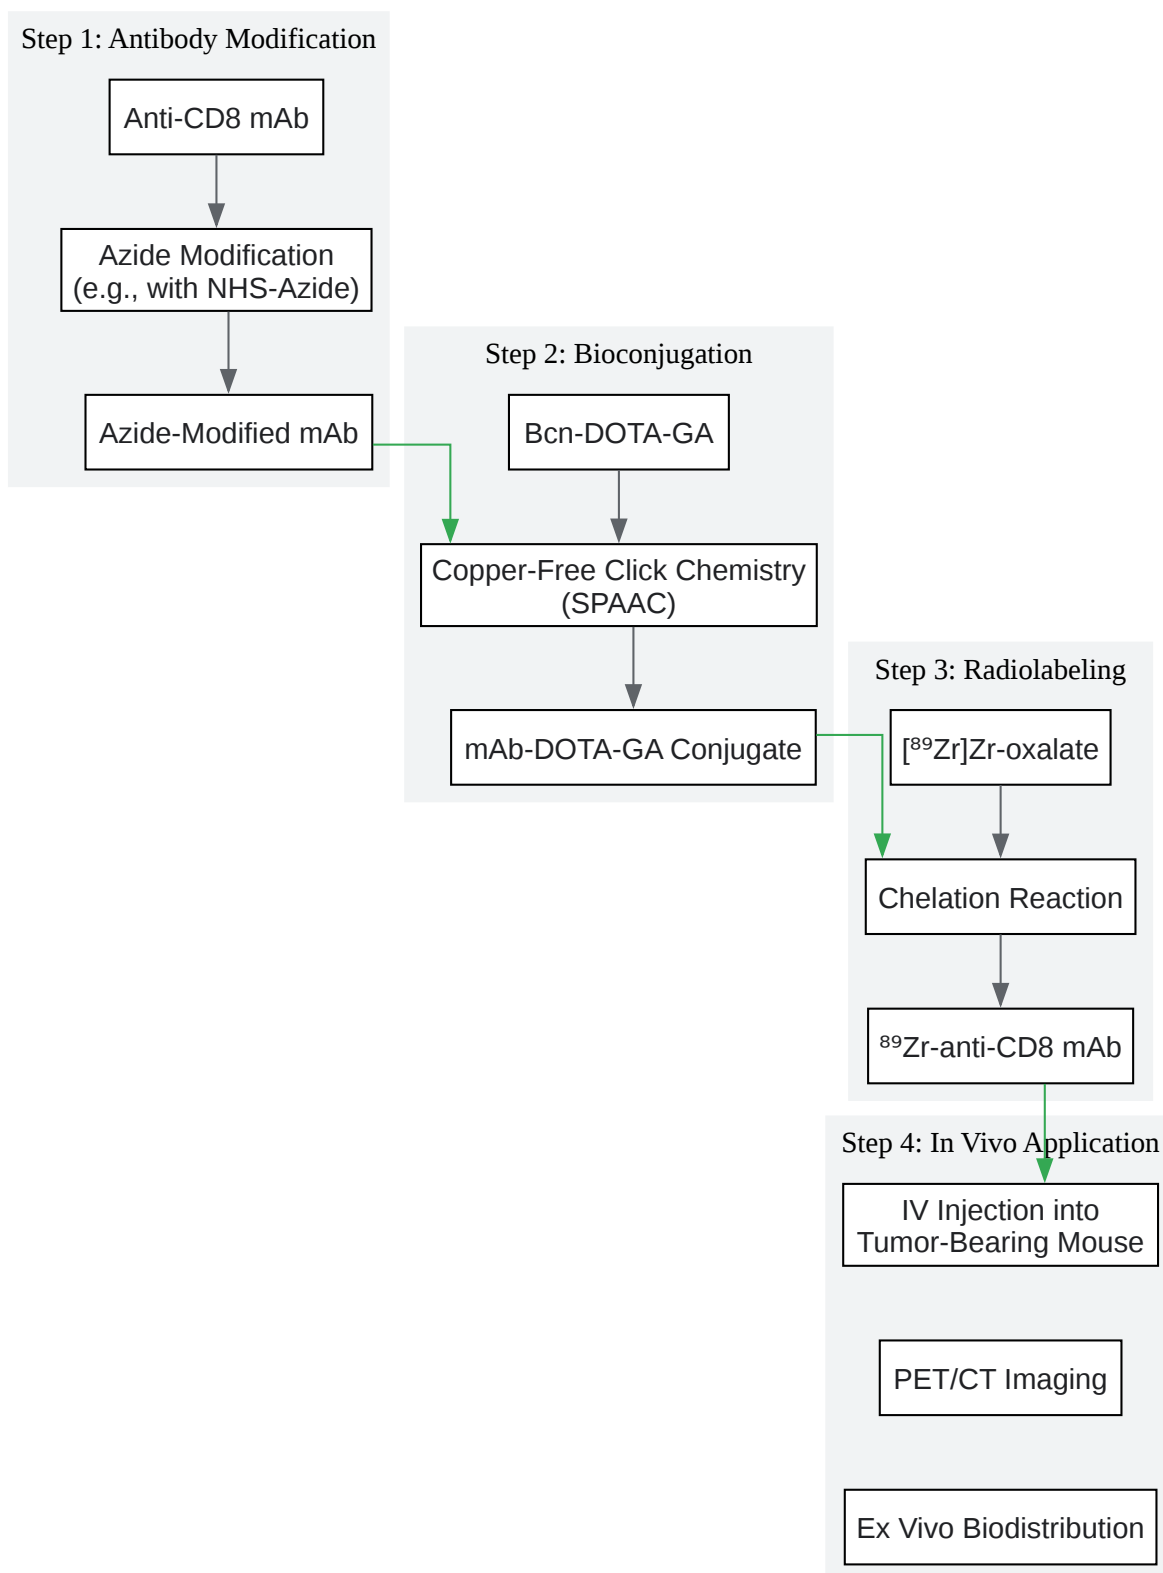 Step 1: Antibody Modification
Anti-CD8 mAb
Azide Modification
(e.g., with NHS-Azide)
Azide-Modified mAb
Step 2: Bioconjugation
Bcn-DOTA-GA
Copper-Free Click Chemistry
(SPAAC)
mAb-DOTA-GA Conjugate
Step 3: Radiolabeling
[⁸⁹Zr]Zr-oxalate
Chelation Reaction
⁸⁹Zr-anti-CD8 mAb
Step 4: In Vivo Application
IV Injection into
Tumor-Bearing Mouse
PET/CT Imaging
Ex Vivo Biodistribution